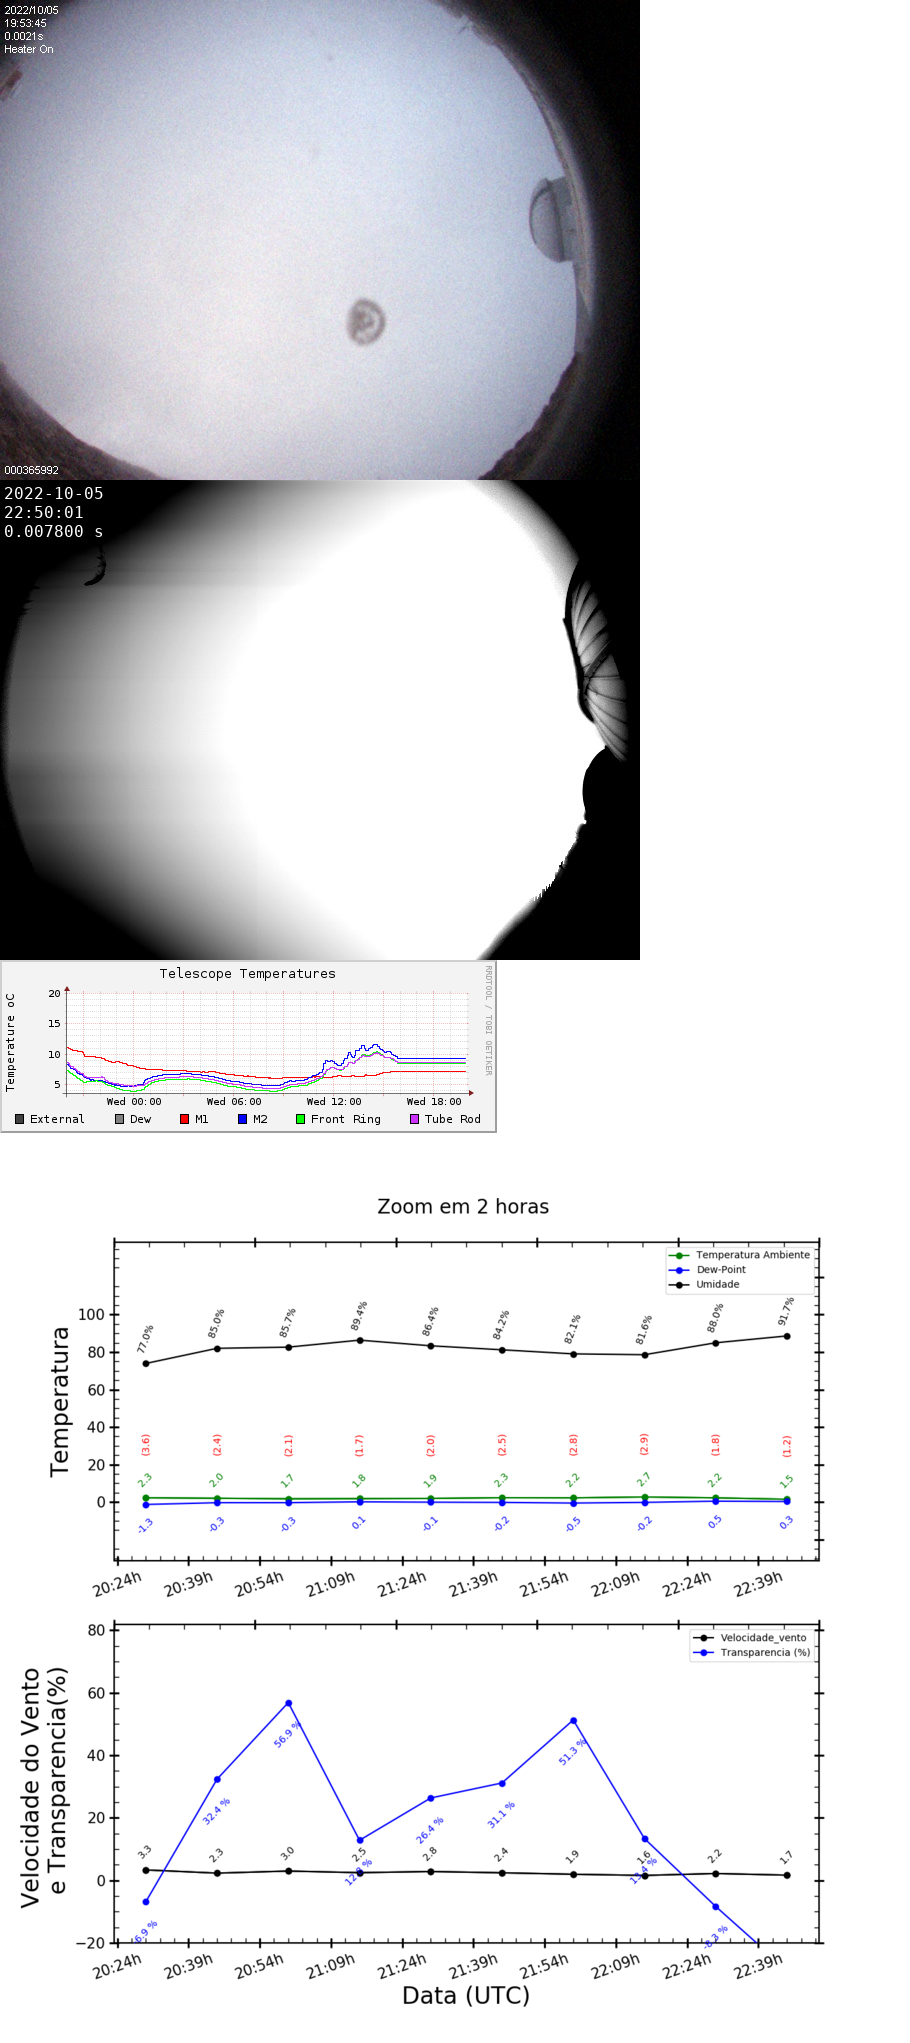 2022/10/05
19:53:45
0.0021s
Heater On
000365992
2022-10-05
22:50:01
0.007800 s
Telescope Temperatures
RRDTOOL / TOBI OETIKER
Temperature oC
20
15
10
5
Wed 00:00 Wed 06:00 Wed 12:00 Wed 18:00
External Dew M1 M2 Front Ring Tube Rod
Zoom em 2 horas
Temperatura Ambiente
Dew-Point
Umidade
Temperatura
100
80
60
40
20
0
77.0% 85.0% 85.7% 89.4% 86.4% 84.2% 82.1% 81.6% 88.0% 91.7%
(3.6) (2.4) (2.1) (1.7) (2.0) (2.5) (2.8) (2.9) (1.8) (1.2)
2.3 2.0 1.7 1.8 1.9 2.3 2.2 2.7 2.2 1.5
-1.3 -0.3 -0.3 0.1 -0.1 -0.2 -0.5 -0.2 0.5 0.3
20:24h 20:39h 20:54h 21:09h 21:24h 21:39h 21:54h 22:09h 22:24h 22:39h
Velocidade_vento
Transparencia (%)
Velocidade do Vento
e Transparencia(%)
80
60
40
20
0
−20
56.9 %
51.3 %
32.4 % 26.4 % 31.1 %
3.3 2.3 3.0 2.5 2.8 2.4 1.9 1.6 2.2 1.7
-8.3 %
20:24h 20:39h 20:54h 21:09h 21:24h 21:39h 21:54h 22:09h 22:24h 22:39h
Data (UTC)